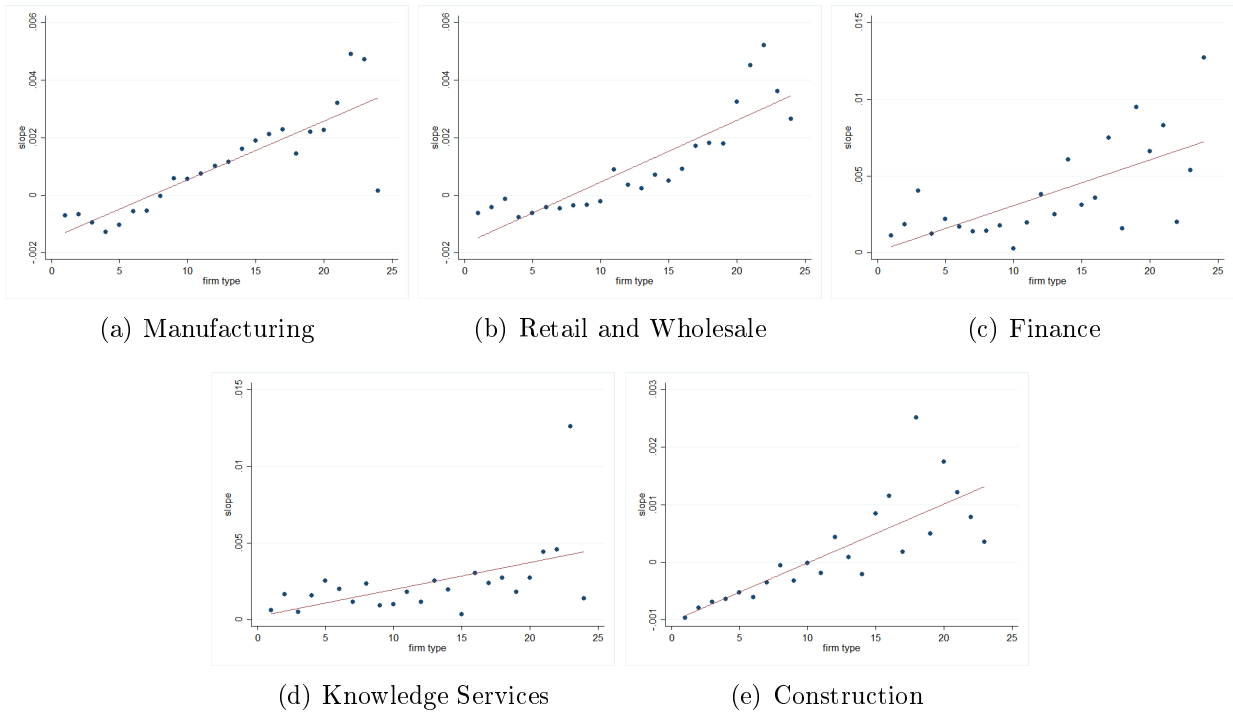 .006
.004
.002
0
-.002
slope
0 5 10 15 20 25
firm type
(a) Manufacturing
.006
.004
.002
0
-.002
slope
0 5 10 15 20 25
firm type
(b) Retail and Wholesale
.015
.01
.005
0
slope
0 5 10 15 20 25
firm type
(c) Finance
.015
.01
.005
0
slope
0 5 10 15 20 25
firm type
(d) Knowledge Services
.003
.002
.001
0
-.001
slope
0 5 10 15 20 25
firm type
(e) Construction